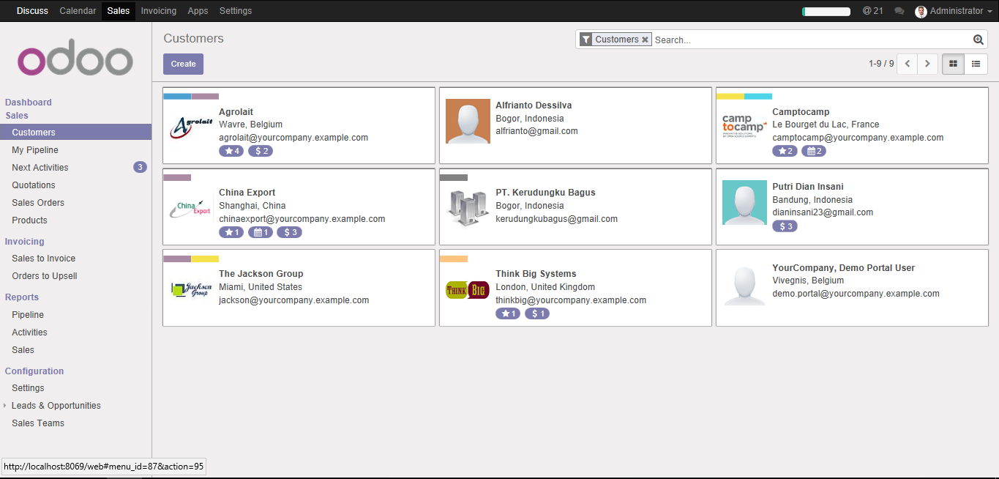 Discuss Calendar Sales Invoicing Apps Settings @ 21 Administrator
odoo
Dashboard
Sales
Customers
My Pipeline
Next Activities 3
Quotations
Sales Orders
Products
Invoicing
Sales to Invoice
Orders to Upsell
Reports
Pipeline
Activities
Sales
Configuration
Settings
Leads & Opportunities
Sales Teams
http://localhost:8069/web#menu_id=87&action=95
Customers
Customers Search...
Create
1-9 / 9
Agrolait
Agrolait
Wavre, Belgium
agrolait@yourcompany.example.com
4 $ 2
Alfrianto Dessilva
Bogor, Indonesia
alfrianto@gmail.com
camp
tocamp
INNOVATIVE SOLUTIONS
BY OPEN SOURCE EXPERTS
Camptocamp
Le Bourget du Lac, France
camptocamp@yourcompany.example.com
2 2
China
Export
China Export
Shanghai, China
chinaexport@yourcompany.example.com
1 1 $ 3
PT. Kerudungku Bagus
Bogor, Indonesia
kerudungkubagus@gmail.com
Putri Dian Insani
Bandung, Indonesia
dianinsani23@gmail.com
$ 3
Jackson
Group
The Jackson Group
Miami, United States
jackson@yourcompany.example.com
THINK BIG
Think Big Systems
London, United Kingdom
thinkbig@yourcompany.example.com
1 $ 1
YourCompany, Demo Portal User
Vivegnis, Belgium
demo.portal@yourcompany.example.com